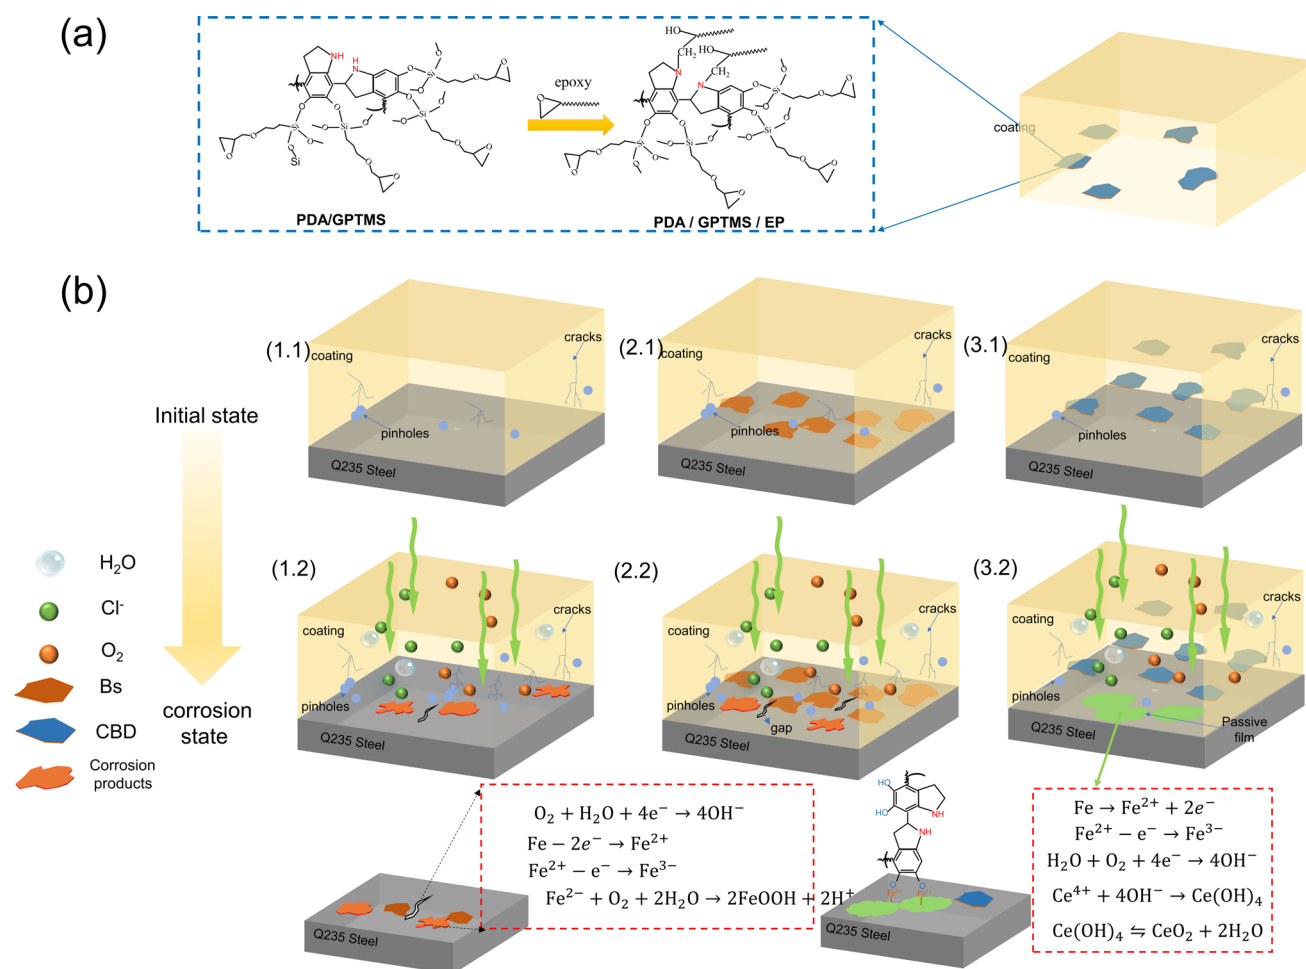 (a)
epoxy
PDA/GPTMS
PDA / GPTMS / EP
coating
(b)
(1.1)
coating
cracks
pinholes
Q235 Steel
(2.1)
coating
cracks
pinholes
Q235 Steel
(3.1)
coating
cracks
pinholes
Q235 Steel
Initial state
corrosion
state
H₂O
Cl⁻
O₂
Bs
CBD
Corrosion
products
(1.2)
coating
cracks
pinholes
Q235 Steel
(2.2)
coating
cracks
pinholes
gap
Q235 Steel
(3.2)
coating
cracks
pinholes
Passive
film
Q235 Steel
O₂ + H₂O + 4e⁻ → 4OH⁻
Fe − 2e⁻ → Fe²⁺
Fe²⁺ − e⁻ → Fe³⁻
Fe²⁻ + O₂ + 2H₂O → 2FeOOH + 2H⁺
Q235 Steel
HO
HO
NH
NH
O
O
Q235 Steel
Fe → Fe²⁺ + 2e⁻
Fe²⁺ − e⁻ → Fe³⁻
H₂O + O₂ + 4e⁻ → 4OH⁻
Ce⁴⁺ + 4OH⁻ → Ce(OH)₄
Ce(OH)₄ ⇋ CeO₂ + 2H₂O